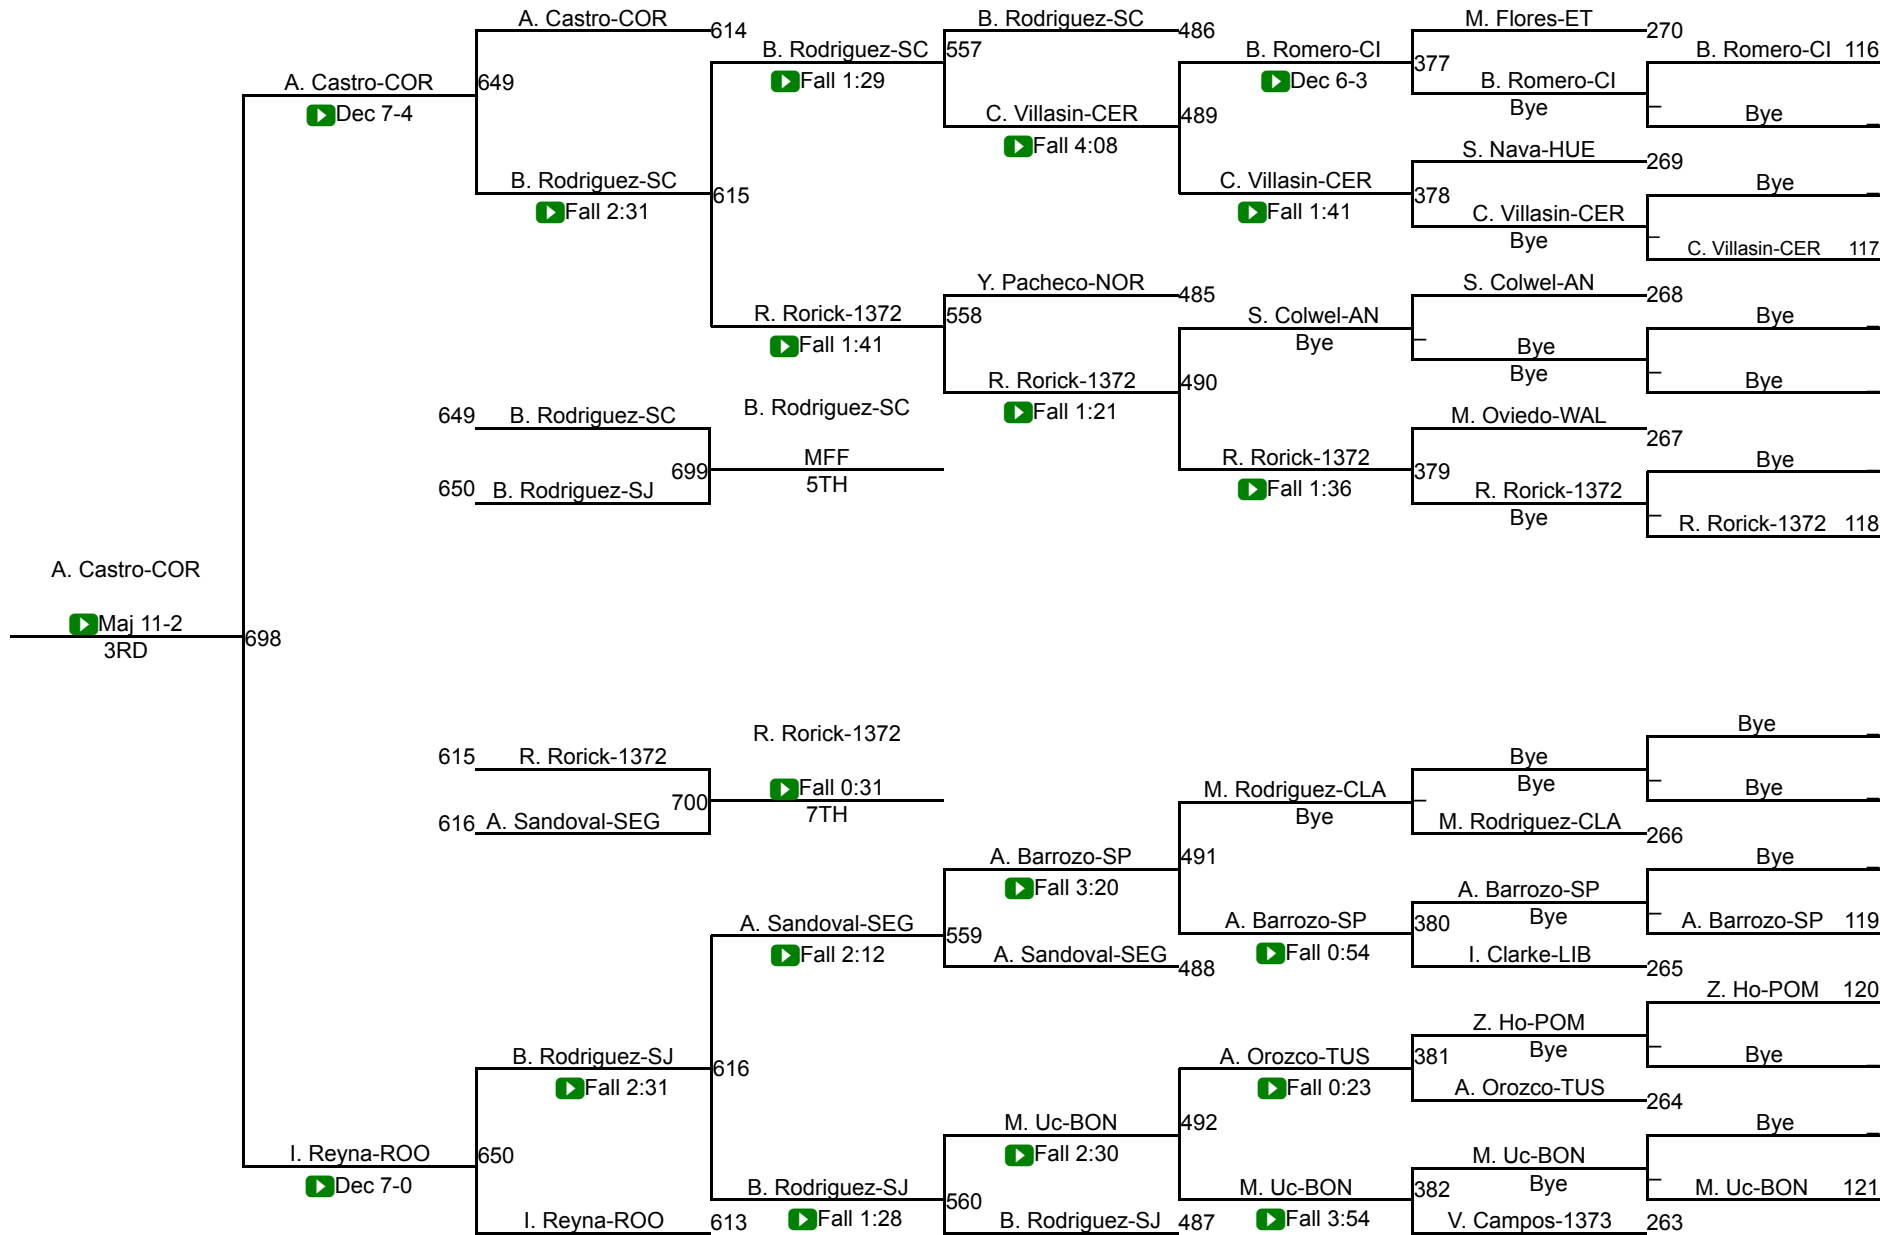 A. Castro-COR
614
B. Rodriguez-SC
486
M. Flores-ET
270
B. Rodriguez-SC
557
B. Romero-CI
377
B. Romero-CI 116
Fall 1:29
Dec 6-3
A. Castro-COR
649
B. Romero-CI
Bye
Dec 7-4
C. Villasin-CER
489
Bye
Fall 4:08
S. Nava-HUE
269
B. Rodriguez-SC
615
C. Villasin-CER
378
Bye
Fall 2:31
Fall 1:41
C. Villasin-CER
Bye
C. Villasin-CER 117
Y. Pacheco-NOR
485
S. Colwel-AN
268
R. Rorick-1372
558
S. Colwel-AN
Bye
Fall 1:41
Bye
Bye
Bye
R. Rorick-1372
490
Bye
649 B. Rodriguez-SC
B. Rodriguez-SC
Fall 1:21
M. Oviedo-WAL
267
699
MFF
R. Rorick-1372
379
Bye
650 B. Rodriguez-SJ
5TH
Fall 1:36
R. Rorick-1372
Bye
R. Rorick-1372 118
A. Castro-COR
Maj 11-2
698
3RD
R. Rorick-1372
Bye
615 R. Rorick-1372
Bye
Bye
Fall 0:31
M. Rodriguez-CLA
Bye
700
7TH
Bye
616 A. Sandoval-SEG
M. Rodriguez-CLA
266
A. Barrozo-SP
491
Bye
Fall 3:20
A. Barrozo-SP
Bye
A. Sandoval-SEG
559
A. Barrozo-SP
380
A. Barrozo-SP 119
Fall 2:12
A. Sandoval-SEG
488
Fall 0:54
I. Clarke-LIB
265
Z. Ho-POM 120
Z. Ho-POM
Bye
B. Rodriguez-SJ
616
A. Orozco-TUS
381
Bye
Fall 2:31
Fall 0:23
A. Orozco-TUS
264
M. Uc-BON
492
Bye
I. Reyna-ROO
650
Fall 2:30
M. Uc-BON
Bye
Dec 7-0
B. Rodriguez-SJ
560
M. Uc-BON
382
M. Uc-BON 121
I. Reyna-ROO
613
Fall 1:28
B. Rodriguez-SJ
487
Fall 3:54
V. Campos-1373
263